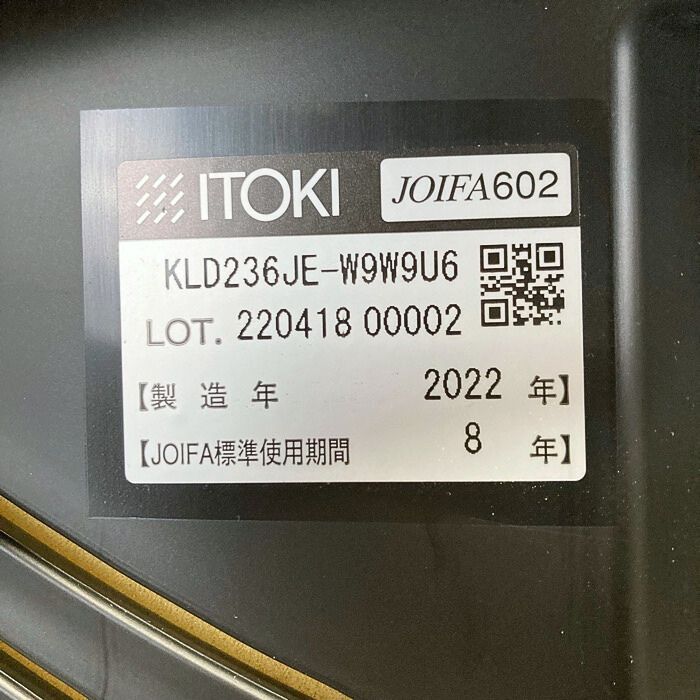 ITOKI JOIFA602
KLD236JE-W9W9U6
LOT. 220418 00002
【製造年 2022 年】
【JOIFA標準使用期間 8 年】